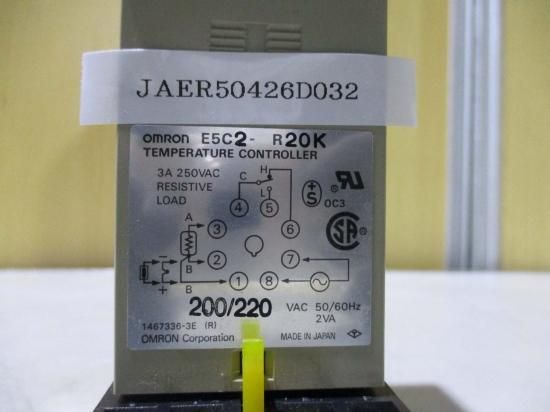 JAER50426D032
OMRON E5C2- R20K
TEMPERATURE CONTROLLER
3A 250VAC
RESISTIVE
LOAD
H
C
L
+
S
OC3
4
5
A
3
6
2
7
B
B
1
8
-
+
200/220 VAC 50/60Hz
2VA
1467336-3E (R)
OMRON Corporation
MADE IN JAPAN